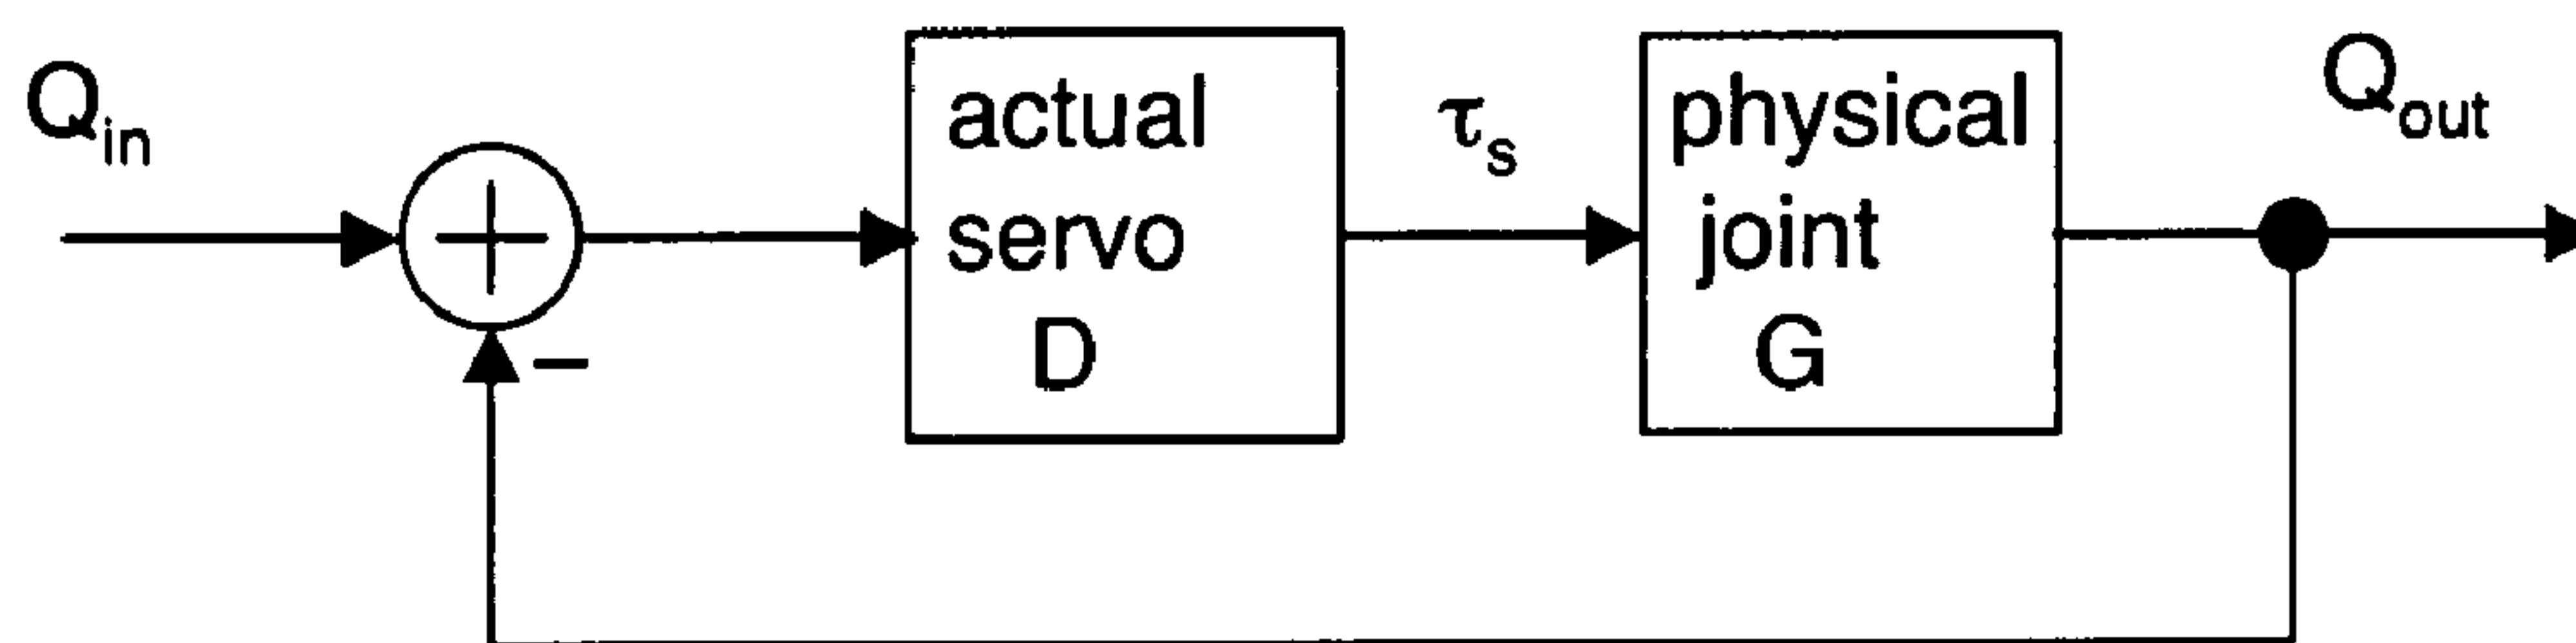 Q_in
actual
servo
D
τ_s
physical
joint
G
Q_out
+
−